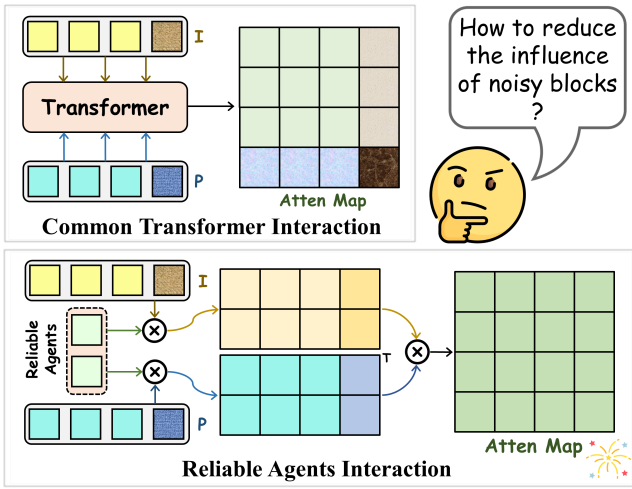 I
Transformer
P
Atten Map
Common Transformer Interaction
How to reduce
the influence
of noisy blocks
?
I
Reliable
Agents
P
T
Atten Map
Reliable Agents Interaction